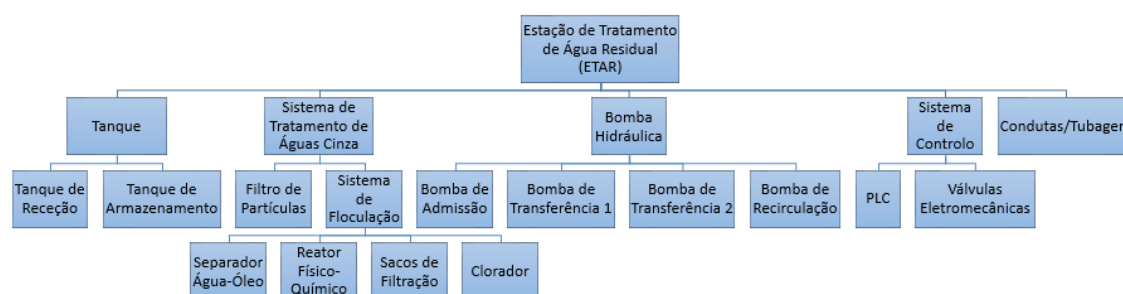 Estação de Tratamento
de Água Residual
(ETAR)
Tanque
Sistema de
Tratamento de
Águas Cinza
Bomba
Hidráulica
Sistema
de
Controlo
Condutas/Tubager
Tanque de
Receção
Tanque de
Armazenamento
Filtro de
Partículas
Sistema
de
Floculação
Bomba de
Admissão
Bomba de
Transferência 1
Bomba de
Transferência 2
Bomba de
Recirculação
PLC
Válvulas
Eletromecânicas
Separador
Água-Óleo
Reator
Físico-
Químico
Sacos de
Filtração
Clorador